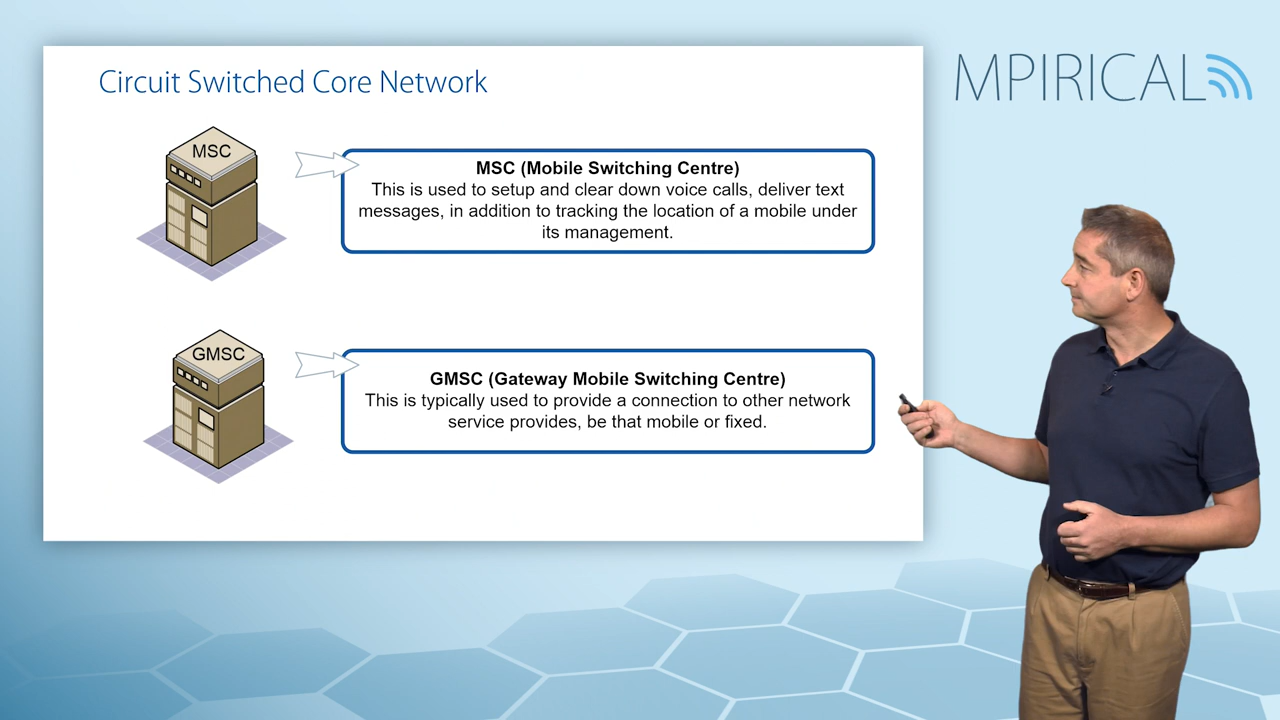 Circuit Switched Core Network
MPIRICAL
MSC
MSC (Mobile Switching Centre)
This is used to setup and clear down voice calls, deliver text
messages, in addition to tracking the location of a mobile under
its management.
GMSC
GMSC (Gateway Mobile Switching Centre)
This is typically used to provide a connection to other network
service provides, be that mobile or fixed.